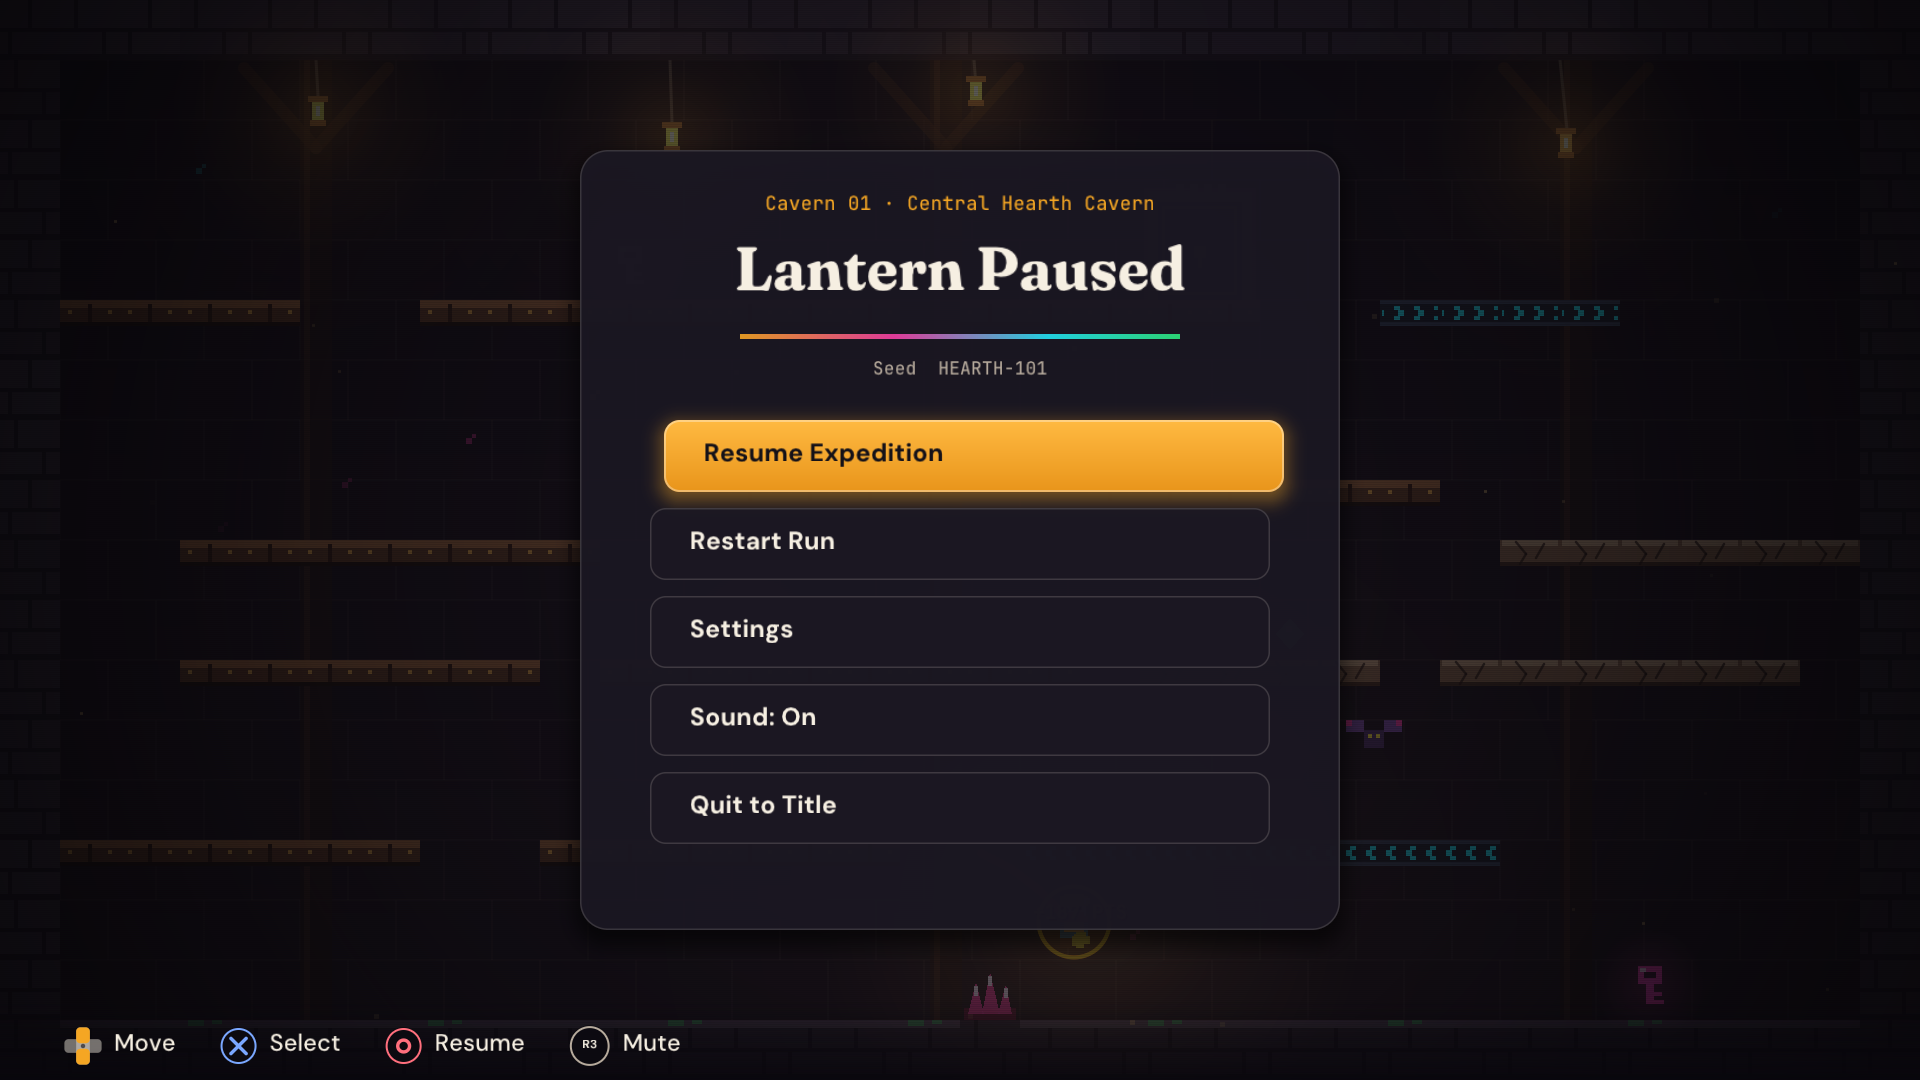 Cavern 01 · Central Hearth Cavern
Lantern Paused
Seed HEARTH-101
Resume Expedition
Restart Run
Settings
Sound: On
Quit to Title
Move Select Resume R3 Mute